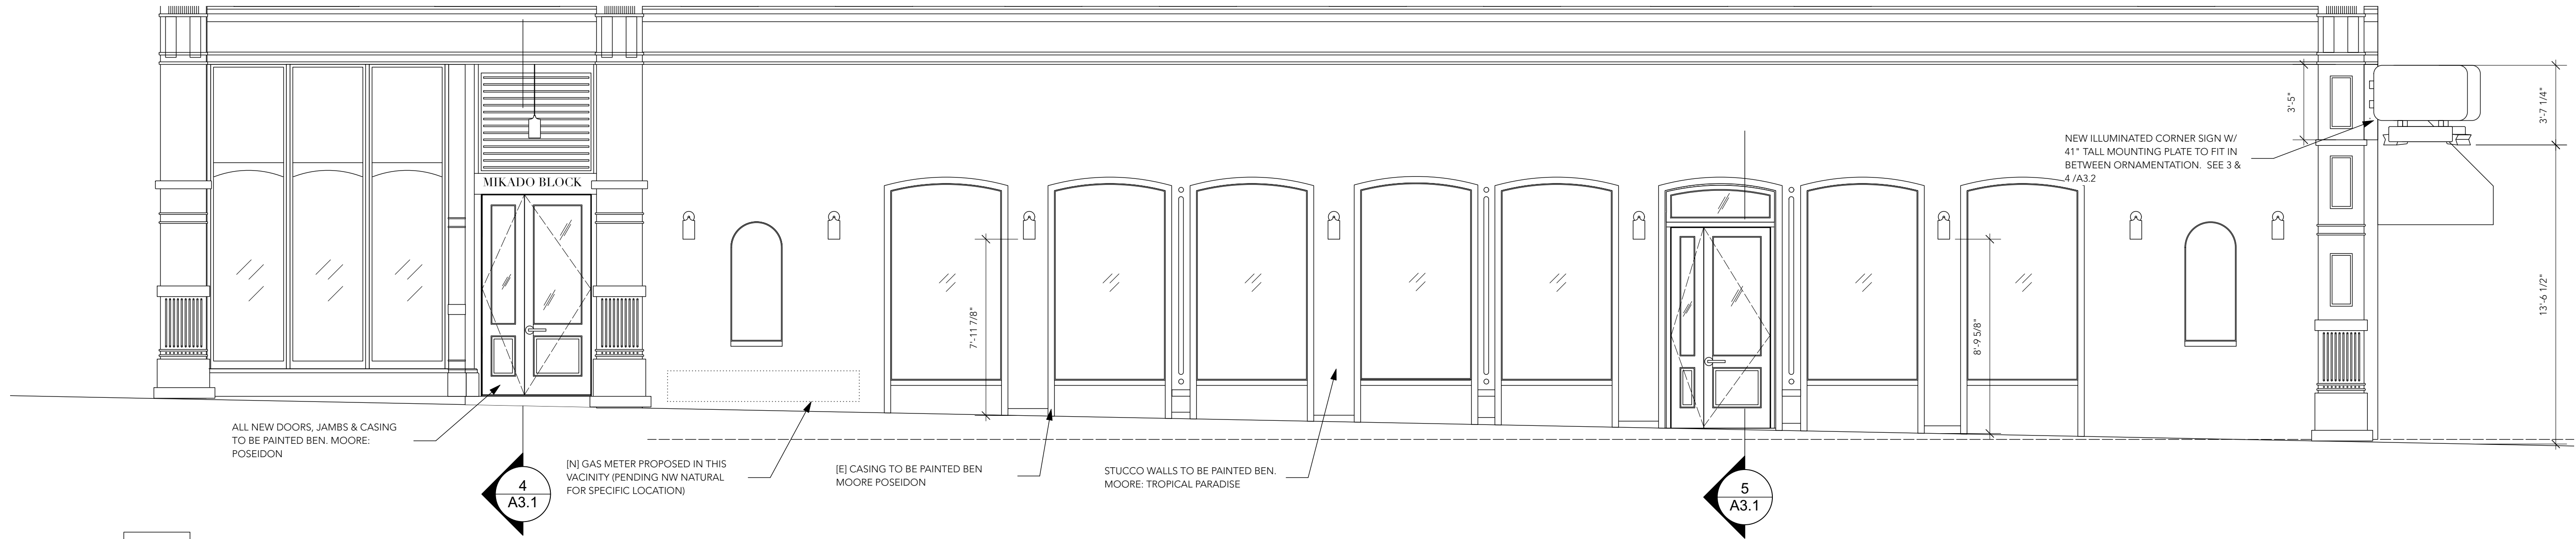 3'-5"
3'-7 1/4"
NEW ILLUMINATED CORNER SIGN W/
41" TALL MOUNTING PLATE TO FIT IN
BETWEEN ORNAMENTATION. SEE 3 &
4 /A3.2
MIKADO BLOCK
7'-11 7/8"
8'-9 5/8"
13'-6 1/2"
ALL NEW DOORS, JAMBS & CASING
TO BE PAINTED BEN. MOORE:
POSEIDON
4
A3.1
[N] GAS METER PROPOSED IN THIS
VACINITY (PENDING NW NATURAL
FOR SPECIFIC LOCATION)
[E] CASING TO BE PAINTED BEN
MOORE POSEIDON
STUCCO WALLS TO BE PAINTED BEN.
MOORE: TROPICAL PARADISE
5
A3.1